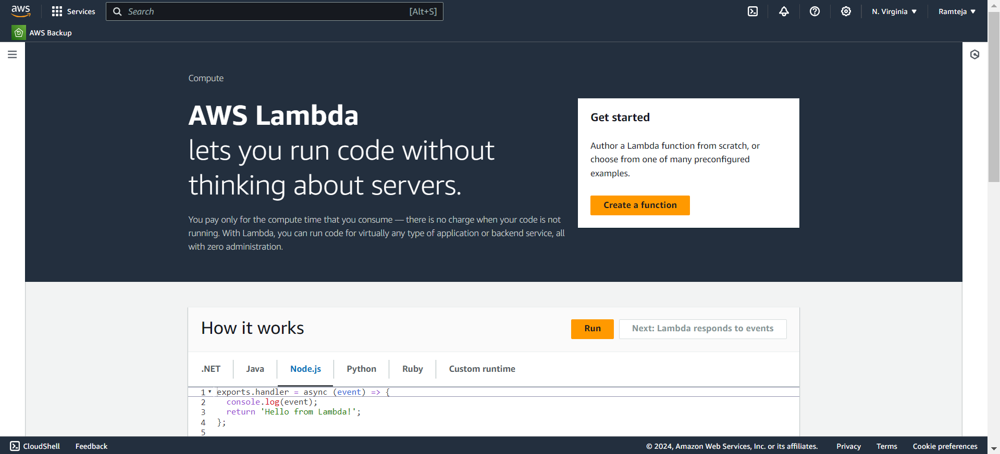 aws
Services
Search
[Alt+S]
N. Virginia ▼
Ramteja ▼
AWS Backup
Compute
AWS Lambda
lets you run code without
thinking about servers.
You pay only for the compute time that you consume — there is no charge when your code is not
running. With Lambda, you can run code for virtually any type of application or backend service, all
with zero administration.
Get started
Author a Lambda function from scratch, or
choose from one of many preconfigured
examples.
Create a function
How it works
Run
Next: Lambda responds to events
.NET
Java
Node.js
Python
Ruby
Custom runtime
1 exports.handler = async (event) => {
2 console.log(event);
3 return 'Hello from Lambda!';
4 };
5
CloudShell
Feedback
© 2024, Amazon Web Services, Inc. or its affiliates.
Privacy
Terms
Cookie preferences